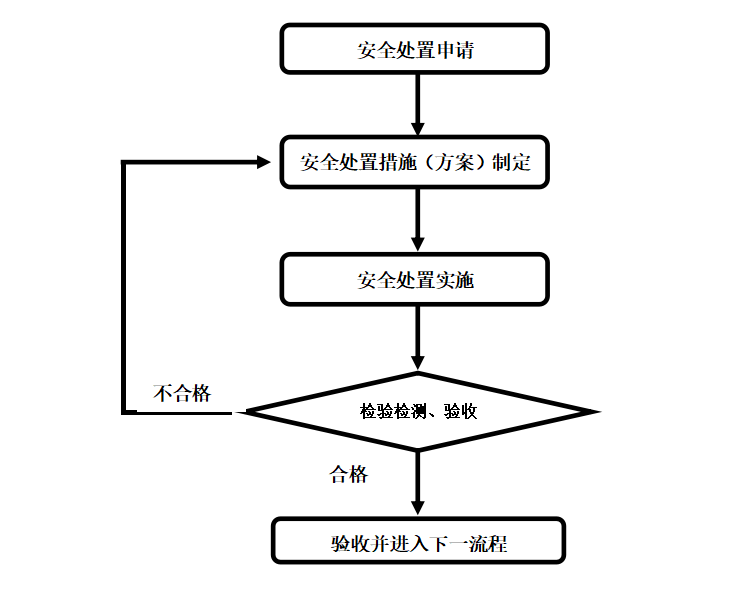 安全处置申请
安全处置措施（方案）制定
安全处置实施
不合格
检验检测、验收
合格
验收并进入下一流程